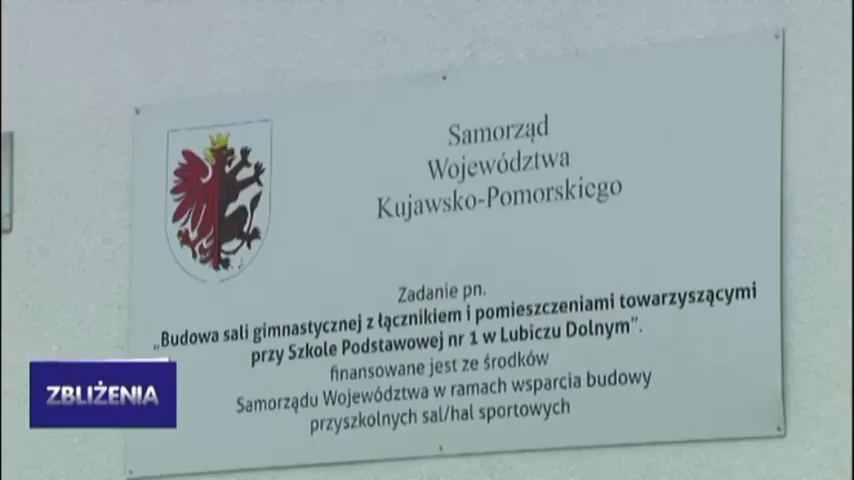 Samorząd
Województwa
Kujawsko-Pomorskiego
Zadanie pn.
„Budowa sali gimnastycznej z łącznikiem i pomieszczeniami towarzyszącymi
przy Szkole Podstawowej nr 1 w Lubiczu Dolnym”.
finansowane jest ze środków
Samorządu Województwa w ramach wsparcia budowy
przyszkolnych sal/hal sportowych
ZBLIŻENIA